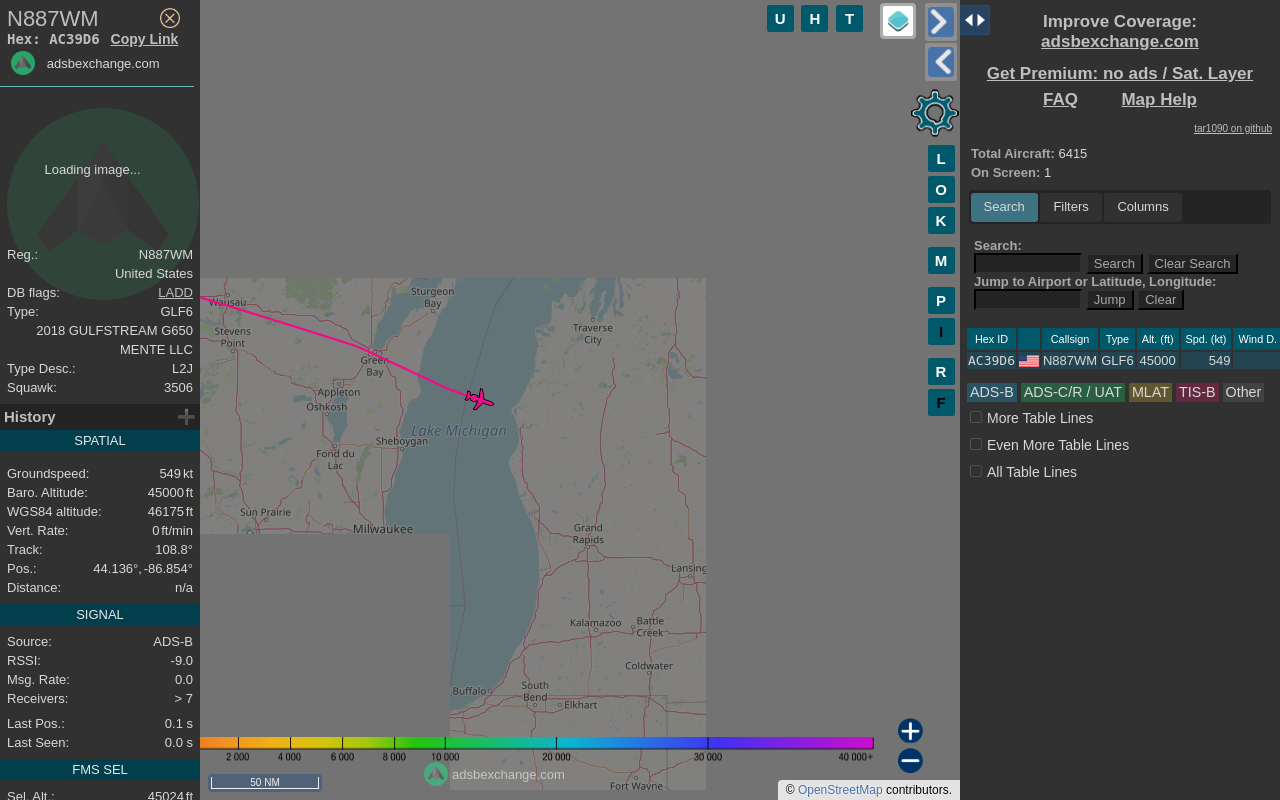 N887WM
Hex: AC39D6 Copy Link
adsbexchange.com
Loading image...
Reg.: N887WM
United States
DB flags: LADD
Type: GLF6
2018 GULFSTREAM G650
MENTE LLC
Type Desc.: L2J
Squawk: 3506
History
SPATIAL
Groundspeed: 549 kt
Baro. Altitude: 45000 ft
WGS84 altitude: 46175 ft
Vert. Rate: 0 ft/min
Track: 108.8°
Pos.: 44.136°, -86.854°
Distance: n/a
SIGNAL
Source: ADS-B
RSSI: -9.0
Msg. Rate: 0.0
Receivers: > 7
Last Pos.: 0.1 s
Last Seen: 0.0 s
FMS SEL
Sel. Alt.: 45024 ft
U H T
L
O
K
M
P
I
R
F
Wausau
Sturgeon
Bay
Stevens
Point
Traverse
City
Green
Bay
Appleton
Oshkosh
Lake Michigan
Sheboygan
Fond du
Lac
Sun Prairie
Milwaukee
Grand
Rapids
Lansing
Kalamazoo
Battle
Creek
Coldwater
Buffalo
South
Bend
Elkhart
Fort Wayne
2 000 4 000 6 000 8 000 10 000 20 000 30 000 40 000+
adsbexchange.com
50 NM
© OpenStreetMap contributors.
Improve Coverage:
adsbexchange.com
Get Premium: no ads / Sat. Layer
FAQ Map Help
tar1090 on github
Total Aircraft: 6415
On Screen: 1
Search Filters Columns
Search:
Search Clear Search
Jump to Airport or Latitude, Longitude:
Jump Clear
Hex ID Callsign Type Alt. (ft) Spd. (kt) Wind D.
AC39D6 N887WM GLF6 45000 549
ADS-B ADS-C/R / UAT MLAT TIS-B Other
More Table Lines
Even More Table Lines
All Table Lines